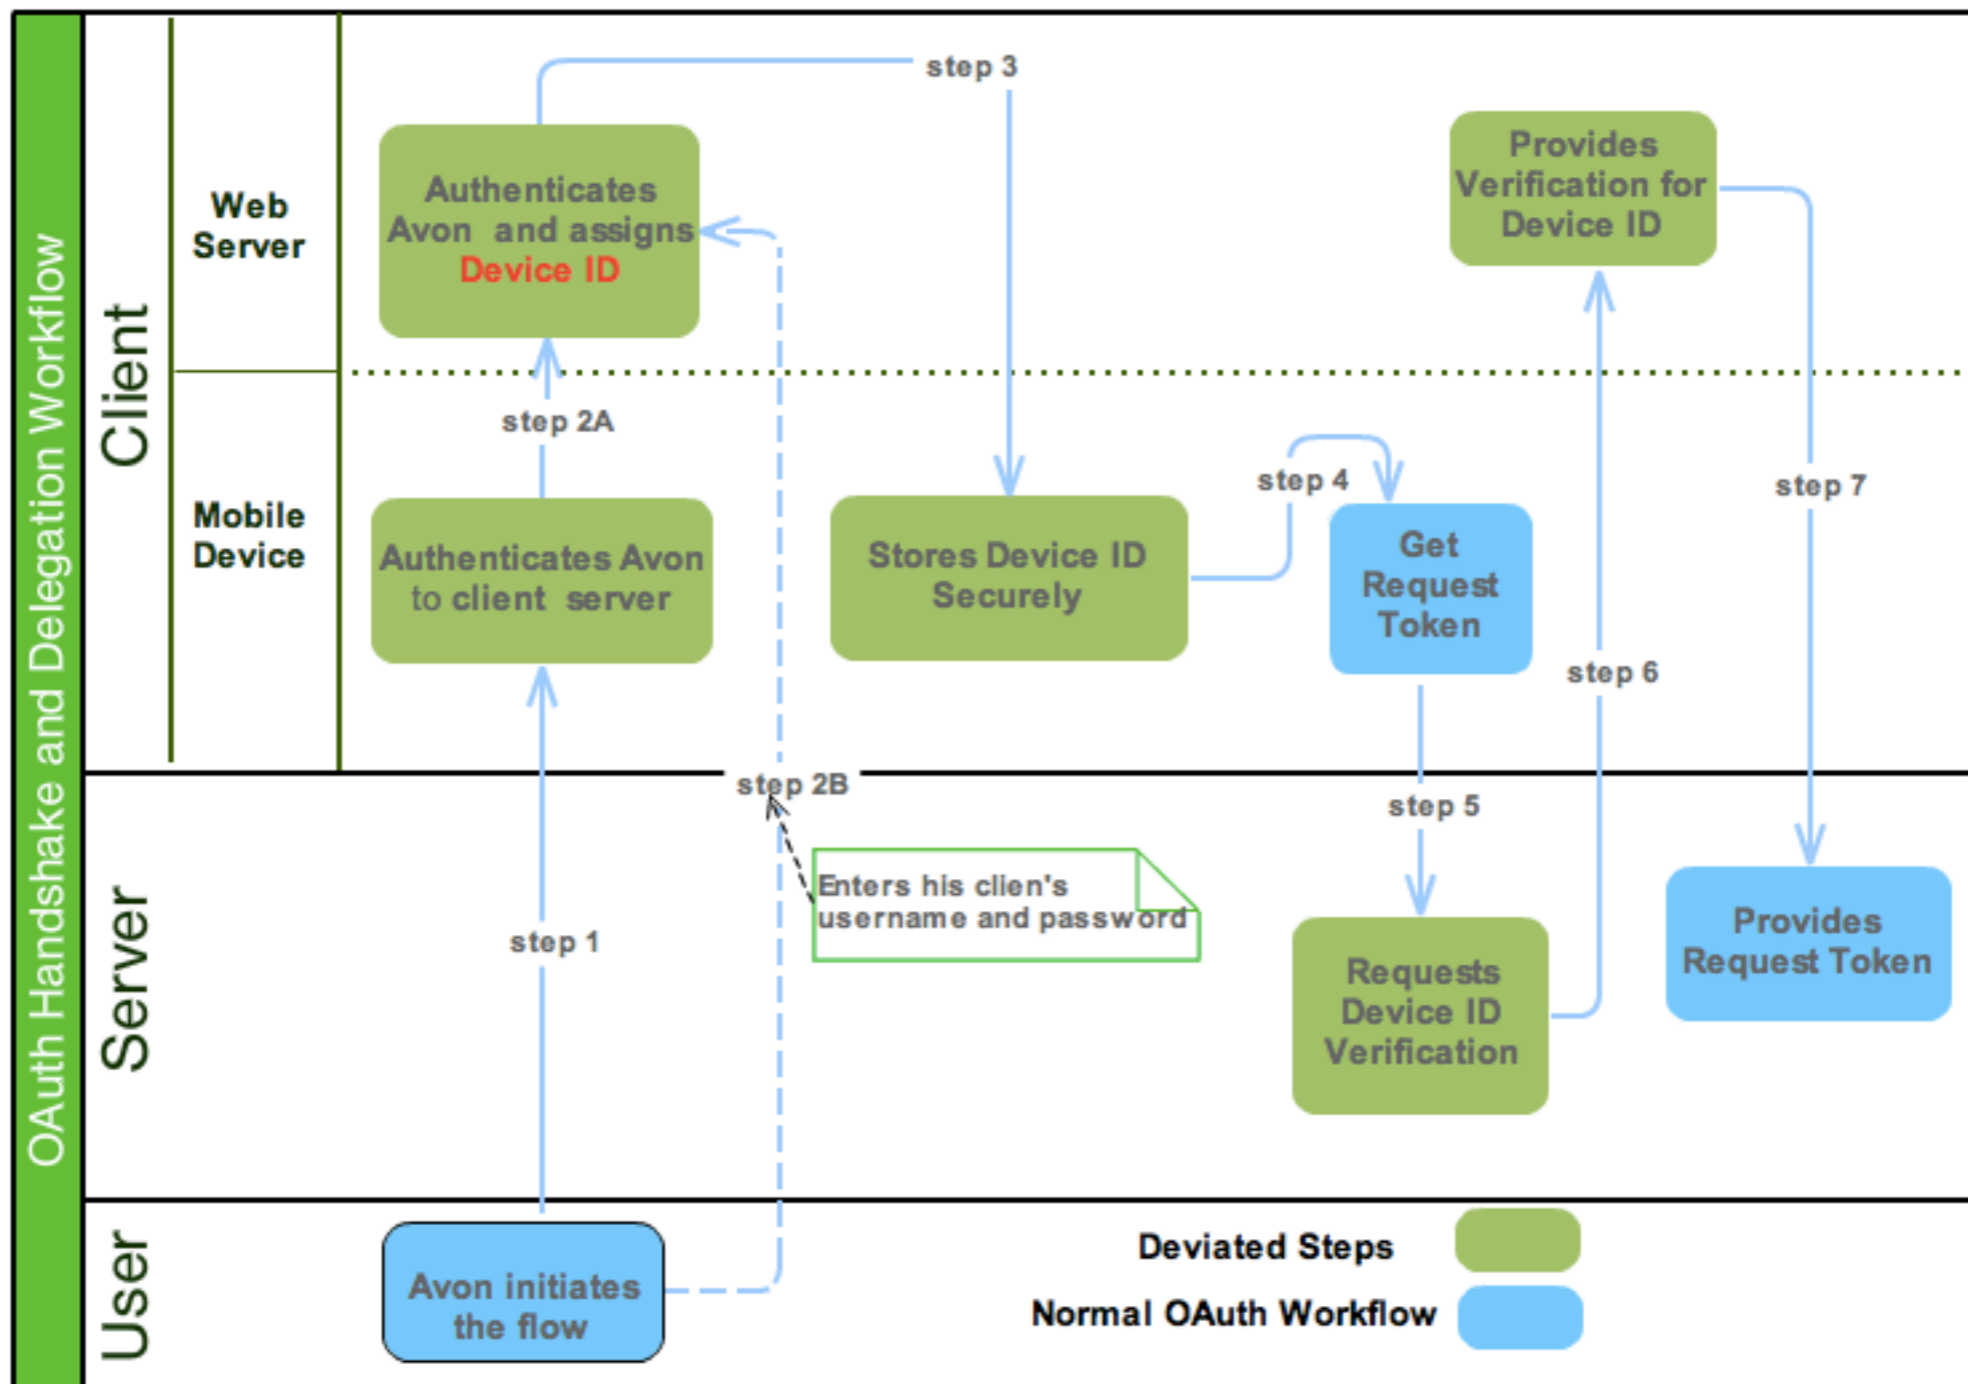 OAuth Handshake and Delegation Workflow
Client
Web
Server
Mobile
Device
Server
User
step 3
Authenticates
Avon and assigns
Device ID
Provides
Verification for
Device ID
step 2A
Authenticates Avon
to client server
Stores Device ID
Securely
step 4
Get
Request
Token
step 7
step 6
step 2B
step 5
Enters his clien's
username and password
step 1
Requests
Device ID
Verification
Provides
Request Token
Avon initiates
the flow
Deviated Steps
Normal OAuth Workflow